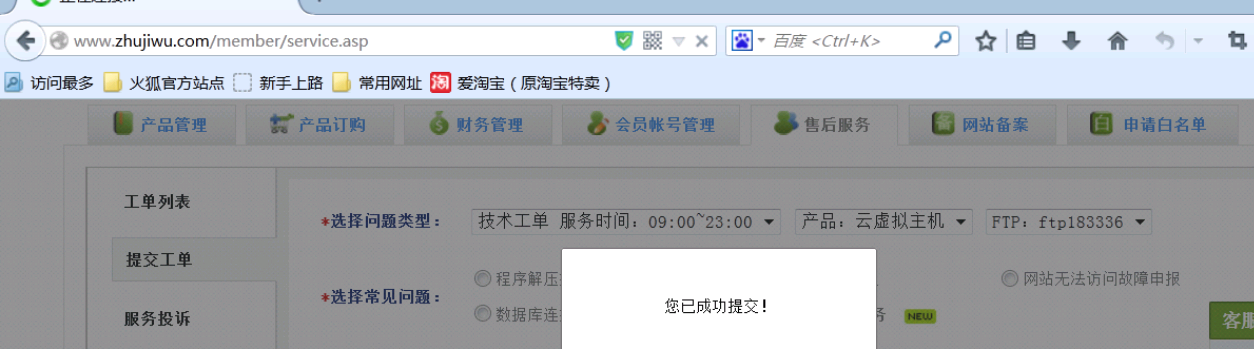 www.zhujiwu.com/member/service.asp
百度 <Ctrl+K>
访问最多 火狐官方站点 新手上路 常用网址 淘 爱淘宝（原淘宝特卖）
产品管理 产品订购 财务管理 会员帐号管理 售后服务 备 网站备案 白 申请白名单
工单列表
*选择问题类型： 技术工单 服务时间：09:00~23:00 产品：云虚拟主机 FTP：ftp183336
提交工单
程序解压 网站无法访问故障申报
*选择常见问题：
您已成功提交！
数据库连 务 NEW
服务投诉
客服